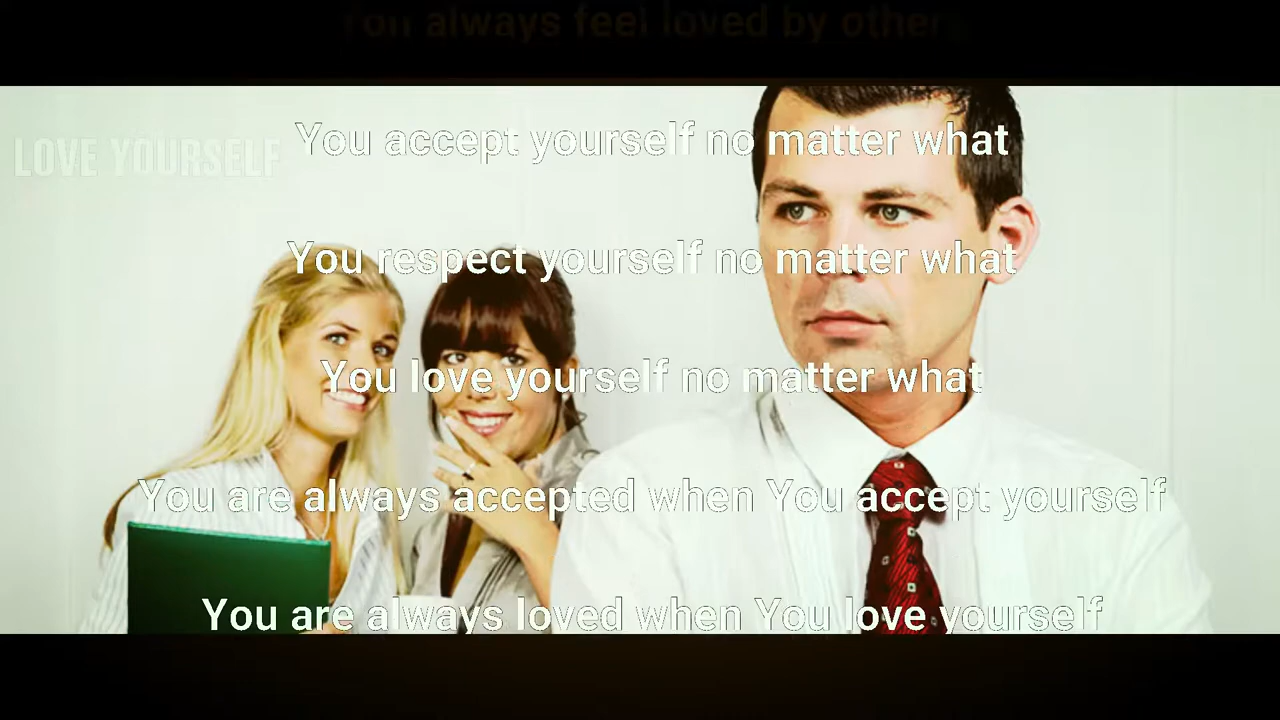 You always feel loved by others
LOVE YOURSELF
You accept yourself no matter what
You respect yourself no matter what
You love yourself no matter what
You are always accepted when You accept yourself
You are always loved when You love yourself